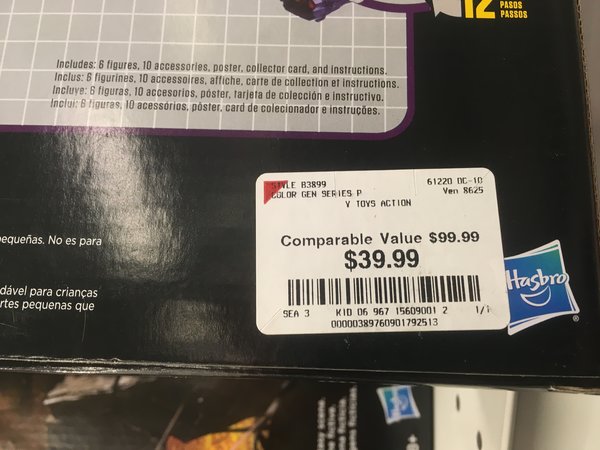 12 PASOS
PASSOS
Includes: 6 figures, 10 accessories, poster, collector card, and instructions.
Inclus: 6 figurines, 10 accessoires, affiche, carte de collection et instructions.
Incluye: 6 figuras, 10 accesorios, póster, tarjeta de colección e instructivo.
Inclui: 6 figuras, 10 acessórios, pôster, card de colecionador e instruções.
equeñas. No es para
dável para crianças
rtes pequenas que
STYLE B3899
61220 DC-10
COLOR GEN SERIES P
Ven 8625
V TOYS ACTION
Comparable Value $99.99
$39.99
SEA 3 KID 06 967 15609001 2 1/1
00000389760901792513
Hasbro
®
Hasbro